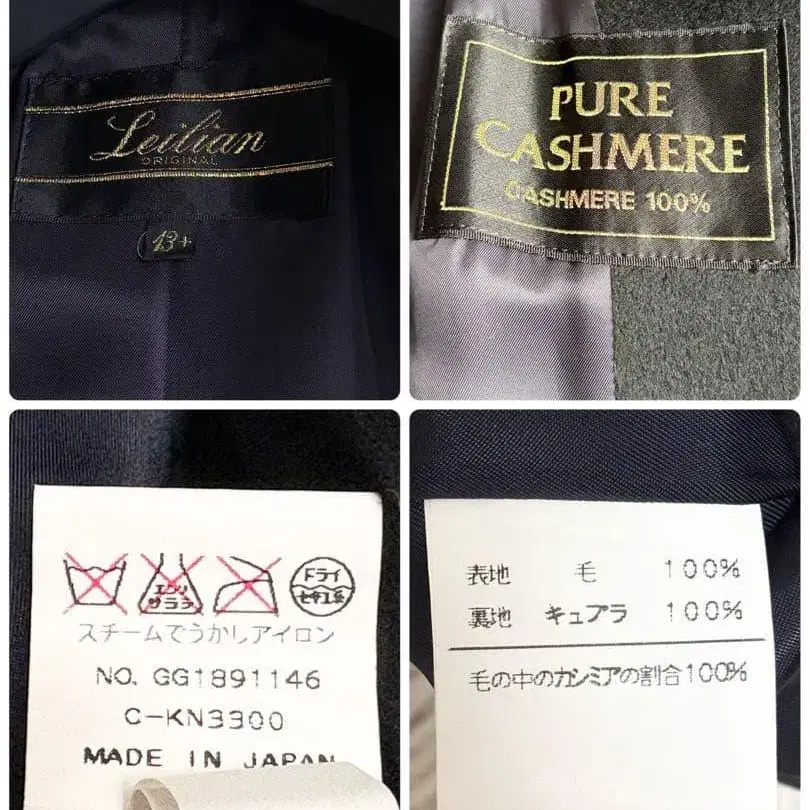 Leilian
ORIGINAL
13+
PURE
CASHMERE
CASHMERE 100%
エンソ
サラシ
ドライ
セキユ系
スチームでうかしアイロン
NO. GG1891146
C-KN3300
MADE IN JAPAN
表地 毛 100%
裏地 キュプラ 100%
毛の中のカシミアの割合100%